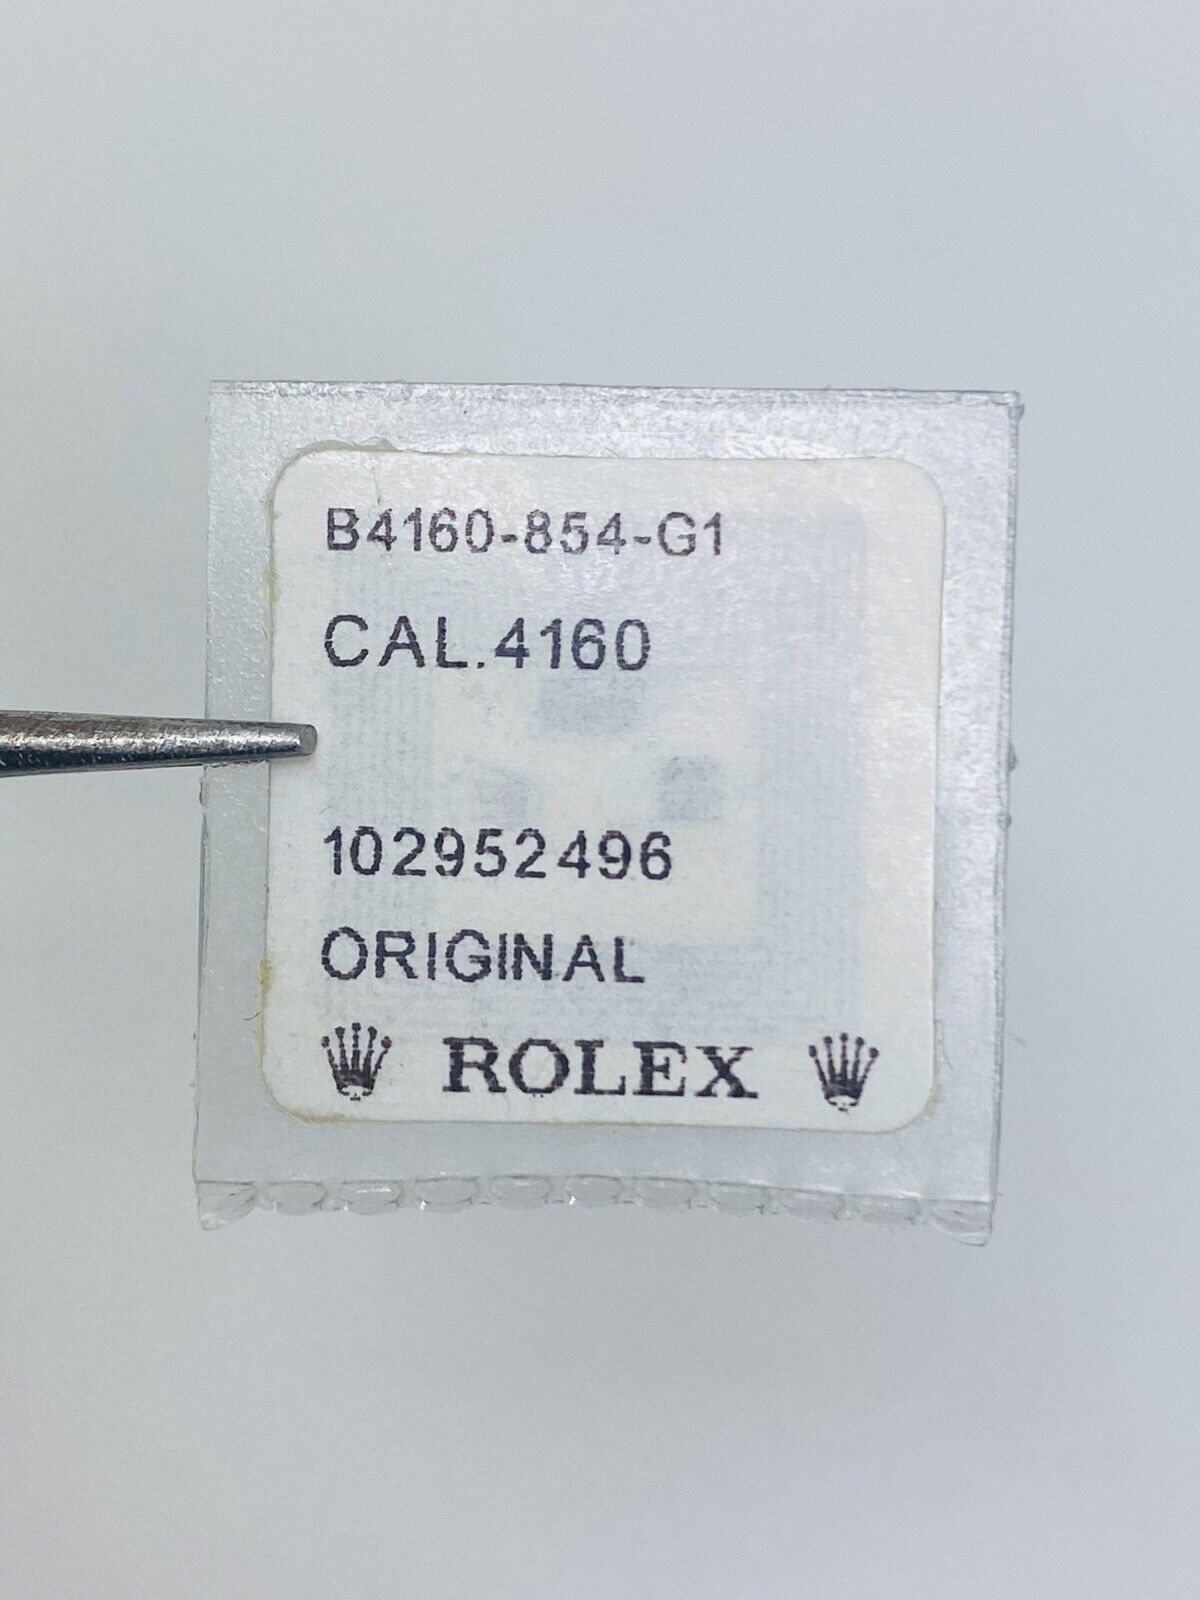 B4160-854-G1
CAL.4160
102952496
ORIGINAL
ROLEX